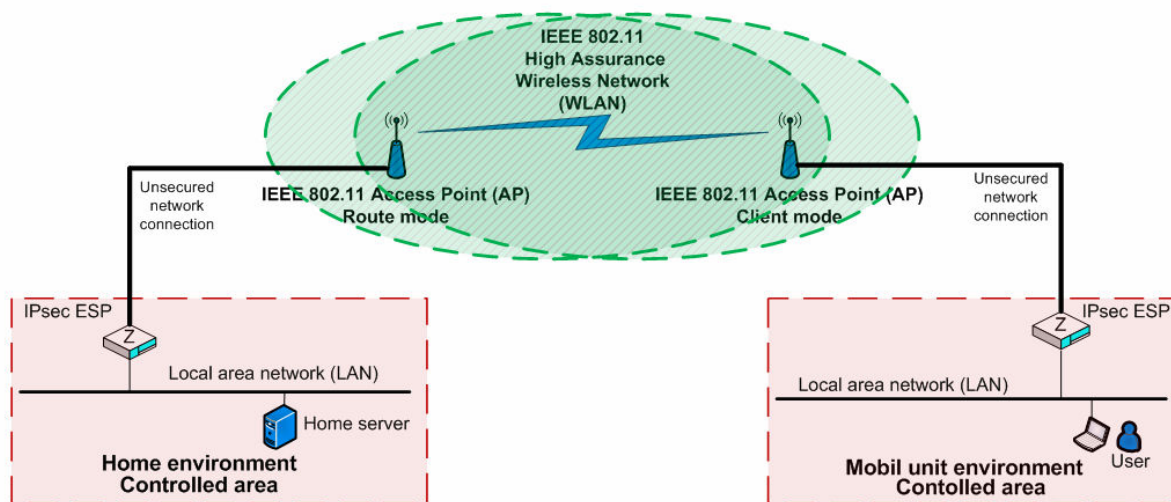 IEEE 802.11
High Assurance
Wireless Network
(WLAN)
IEEE 802.11 Access Point (AP)
Route mode
IEEE 802.11 Access Point (AP)
Client mode
Unsecured
network
connection
Unsecured
network
connection
IPsec ESP
Z
Local area network (LAN)
Home server
Home environment
Controlled area
IPsec ESP
Z
Local area network (LAN)
User
Mobil unit environment
Contolled area